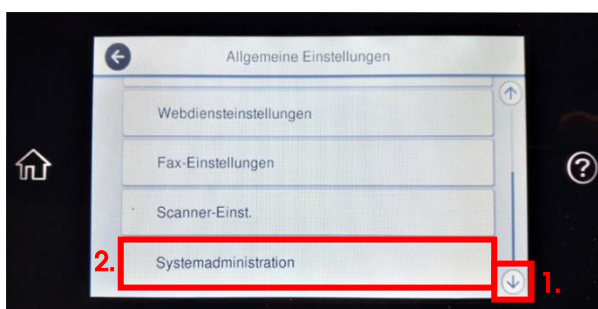 Allgemeine Einstellungen
Webdiensteinstellungen
Fax-Einstellungen
Scanner-Einst.
2. Systemadministration
1.